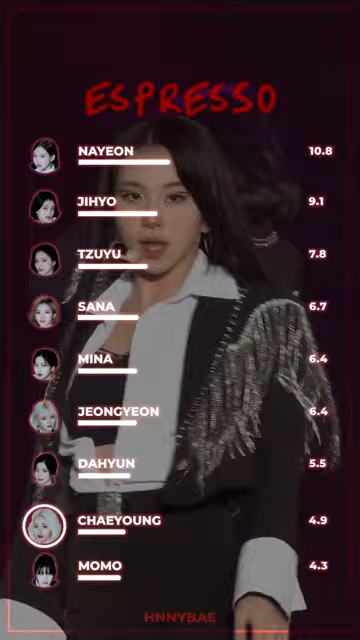 ESPRESSO
NAYEON 10.8
JIHYO 9.1
TZUYU 7.8
SANA 6.7
MINA 6.4
JEONGYEON 6.4
DAHYUN 5.5
CHAEYOUNG 4.9
MOMO 4.3
HNNYBAE